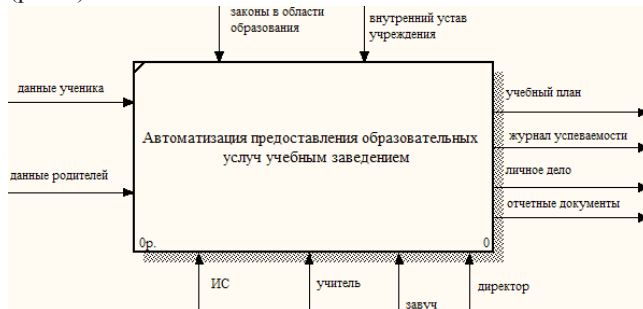 законы в области
образования
внутренний устав
учреждения
данные ученика
данные родителей
Автоматизация предоставления образовательных
услуч учебным заведением
0р.
0
учебный план
журнал успеваемости
личное дело
отчетные документы
ИС
учитель
завуч
директор